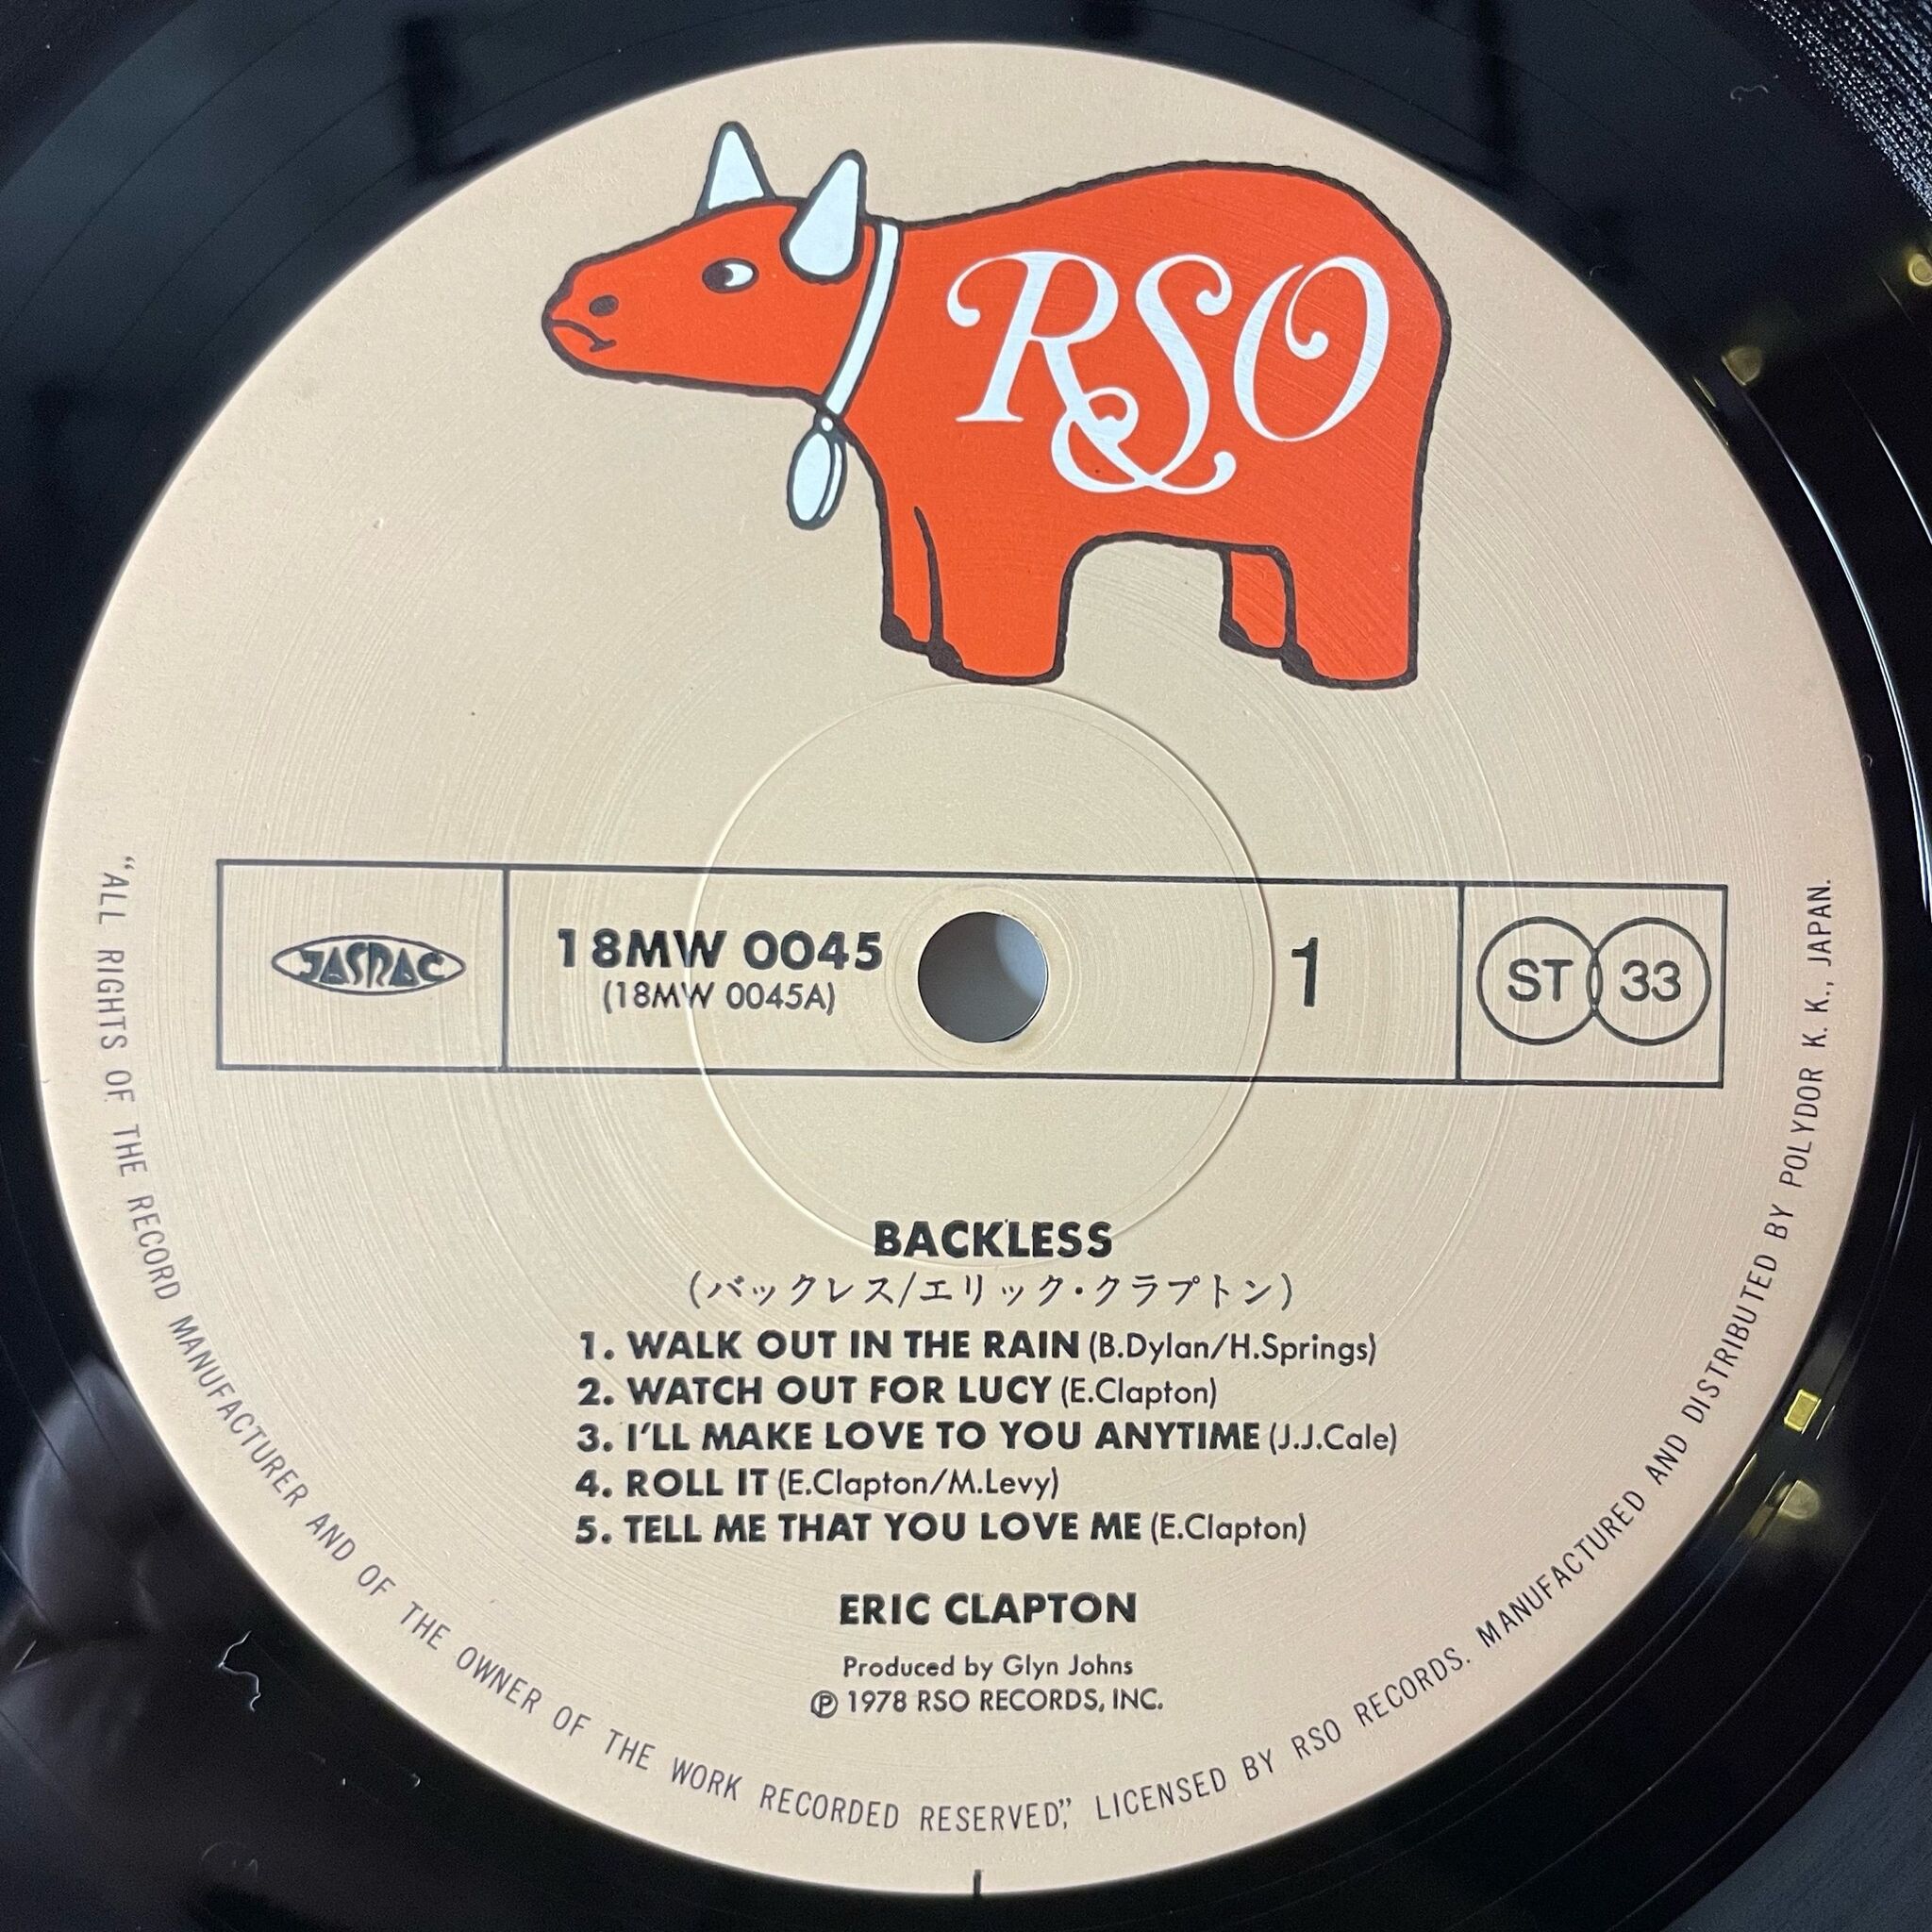 RSO
JASRAC
18MW 0045
(18MW 0045A)
1
ST 33
BACKLESS
(バックレス/エリック・クラプトン)
1. WALK OUT IN THE RAIN (B.Dylan/H.Springs)
2. WATCH OUT FOR LUCY (E.Clapton)
3. I'LL MAKE LOVE TO YOU ANYTIME (J.J.Cale)
4. ROLL IT (E.Clapton/M.Levy)
5. TELL ME THAT YOU LOVE ME (E.Clapton)
ERIC CLAPTON
Produced by Glyn Johns
℗ 1978 RSO RECORDS, INC.
"ALL RIGHTS OF THE RECORD MANUFACTURER AND OF THE OWNER OF THE WORK RECORDED RESERVED", LICENSED BY RSO RECORDS. MANUFACTURED AND DISTRIBUTED BY POLYDOR K. K., JAPAN.